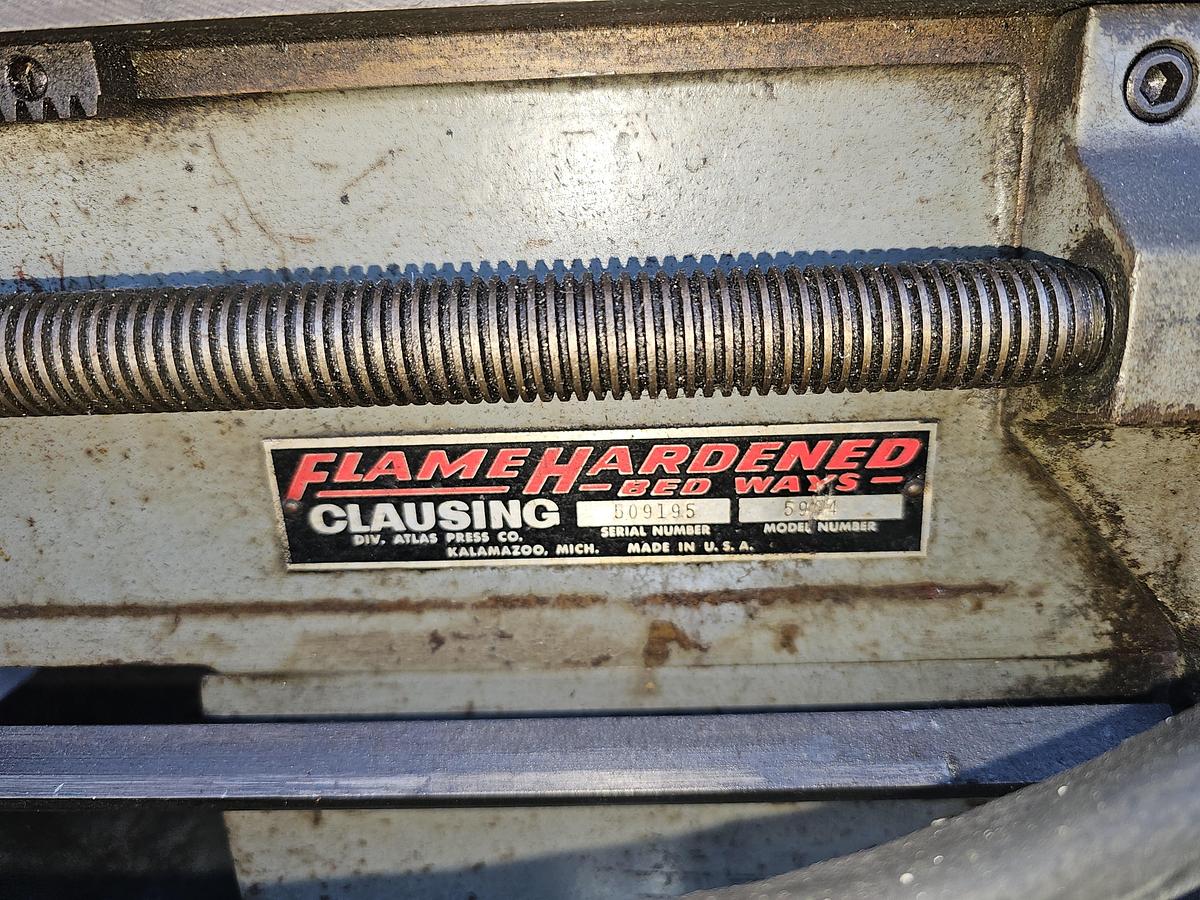 FLAME HARDENED
BED WAYS
CLAUSING 509195
SERIAL NUMBER MODEL NUMBER
DIV. ATLAS PRESS CO.
KALAMAZOO, MICH. MADE IN U.S.A.